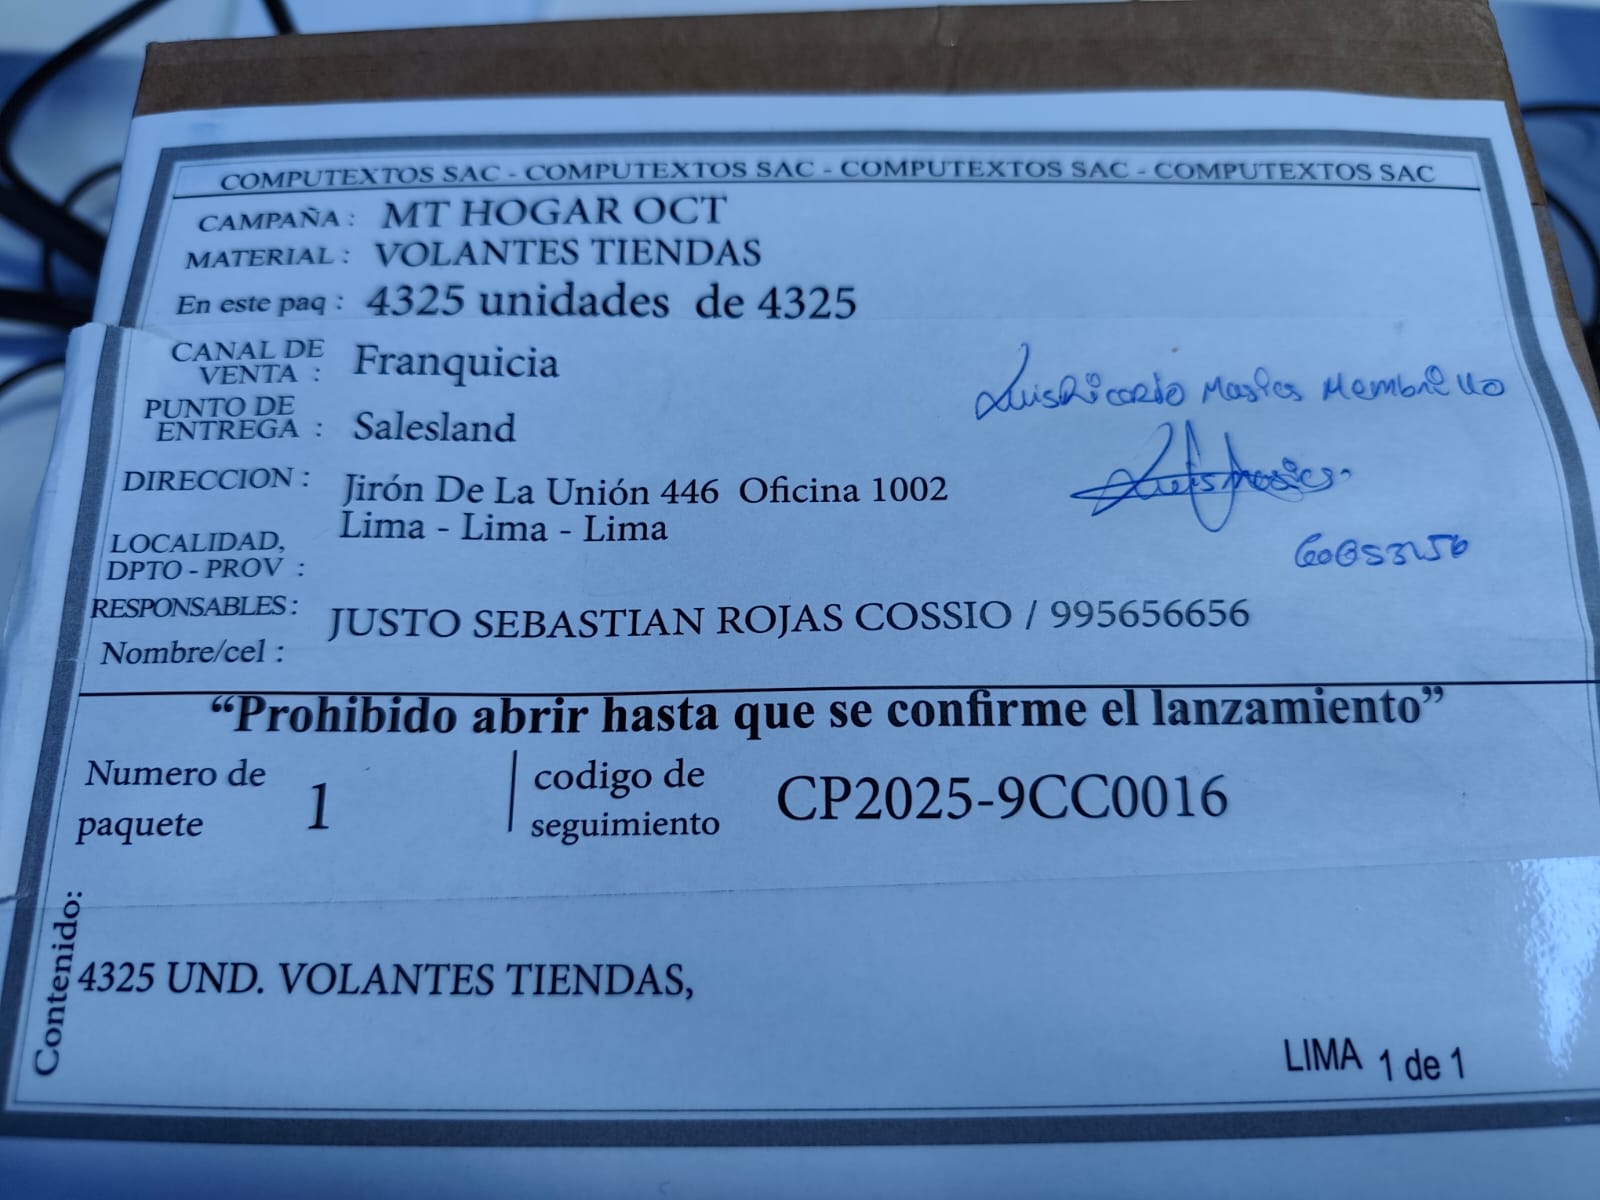 COMPUTEXTOS SAC - COMPUTEXTOS SAC - COMPUTEXTOS SAC - COMPUTEXTOS SAC
CAMPAÑA : MT HOGAR OCT
MATERIAL : VOLANTES TIENDAS
En este paq : 4325 unidades de 4325
CANAL DE VENTA : Franquicia
PUNTO DE ENTREGA : Salesland
DIRECCION : Jirón De La Unión 446 Oficina 1002
Lima - Lima - Lima
LOCALIDAD,
DPTO - PROV :
RESPONSABLES :
Nombre/cel :
JUSTO SEBASTIAN ROJAS COSSIO / 995656656
Luis Ricardo Macies Membrillo
“Prohibido abrir hasta que se confirme el lanzamiento”
Numero de paquete 1
codigo de seguimiento CP2025-9CC0016
Contenido:
4325 UND. VOLANTES TIENDAS,
LIMA 1 de 1